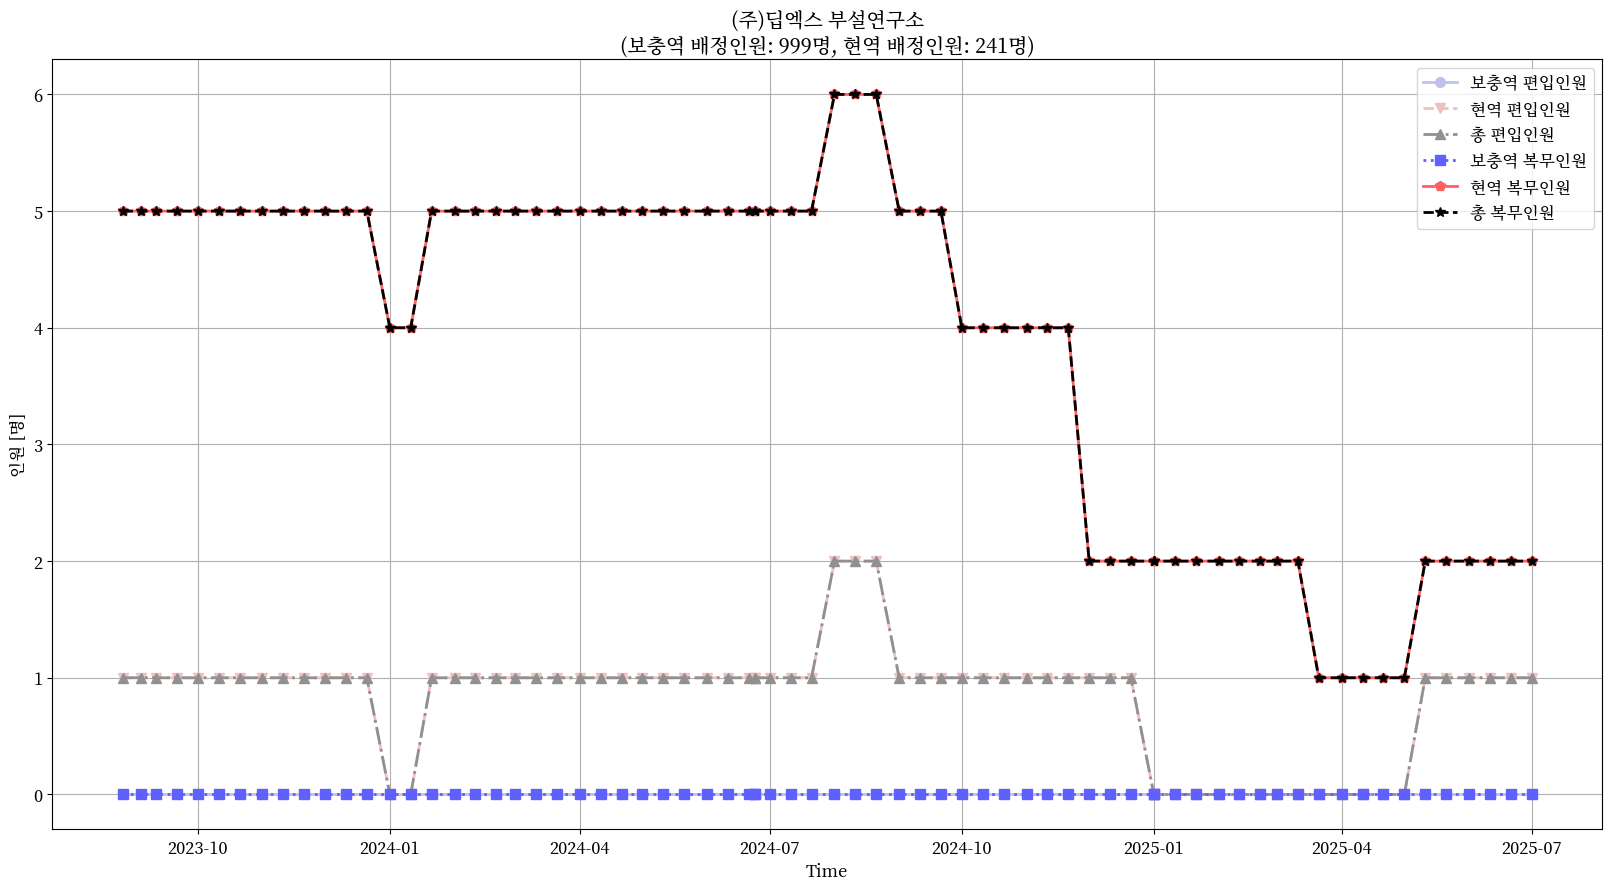 (주)딥엑스 부설연구소
(보충역 배정인원: 999명, 현역 배정인원: 241명)
보충역 편입인원
현역 편입인원
총 편입인원
보충역 복무인원
현역 복무인원
총 복무인원
인원 [명]
6
5
4
3
2
1
0
2023-10 2024-01 2024-04 2024-07 2024-10 2025-01 2025-04 2025-07
Time